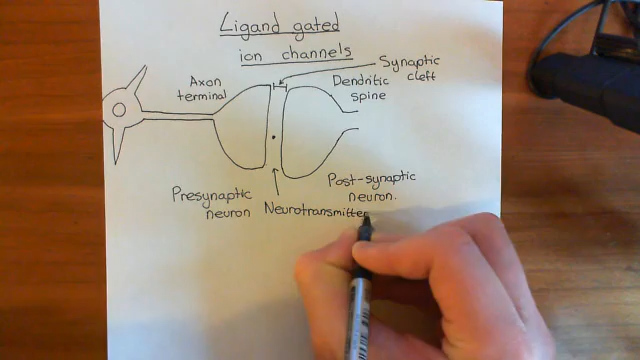 Ligand gated
ion channels
Synaptic
cleft
Axon
terminal
Dendritic
spine
Presynaptic
neuron
Post-synaptic
neuron.
Neurotransmitter